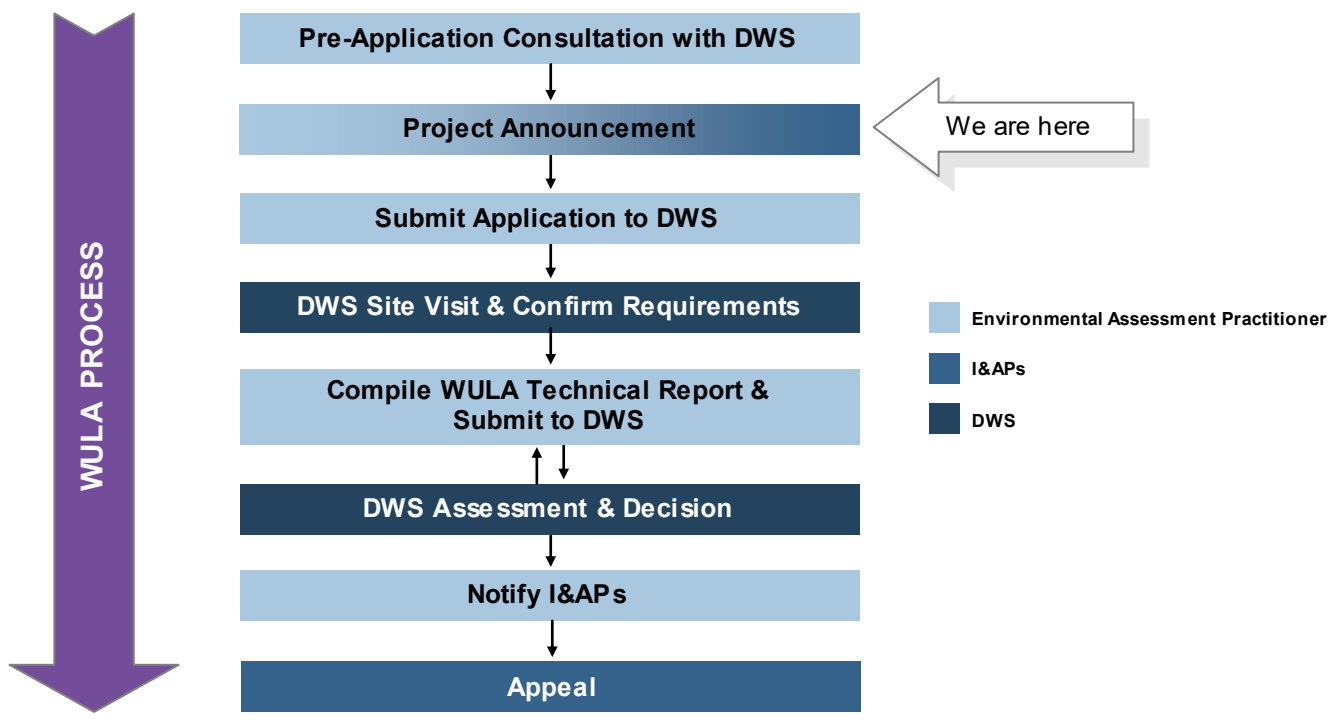 WULA PROCESS
Pre-Application Consultation with DWS
Project Announcement
We are here
Submit Application to DWS
DWS Site Visit & Confirm Requirements
Compile WULA Technical Report &
Submit to DWS
DWS Assessment & Decision
Notify I&APs
Appeal
Environmental Assessment Practitioner
I&APs
DWS